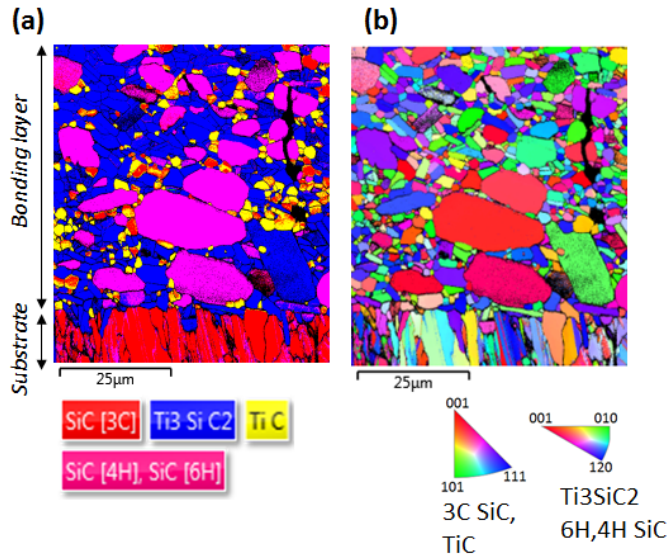 (a)
(b)
Bonding layer
Substrate
25µm
25µm
SiC [3C]
Ti3 Si C2
Ti C
SiC [4H], SiC [6H]
001
101
111
3C SiC,
TiC
001
010
120
Ti3SiC2
6H,4H SiC